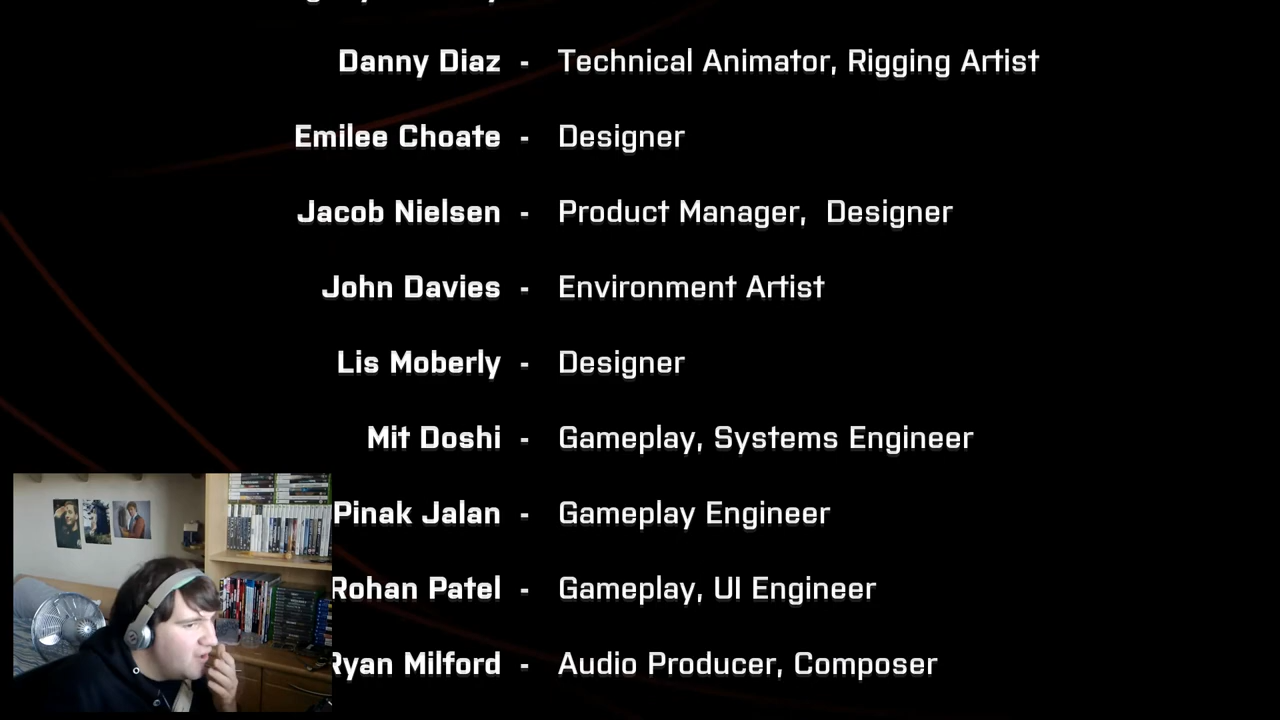 Danny Diaz - Technical Animator, Rigging Artist
Emilee Choate - Designer
Jacob Nielsen - Product Manager, Designer
John Davies - Environment Artist
Lis Moberly - Designer
Mit Doshi - Gameplay, Systems Engineer
Pinak Jalan - Gameplay Engineer
Rohan Patel - Gameplay, UI Engineer
Ryan Milford - Audio Producer, Composer